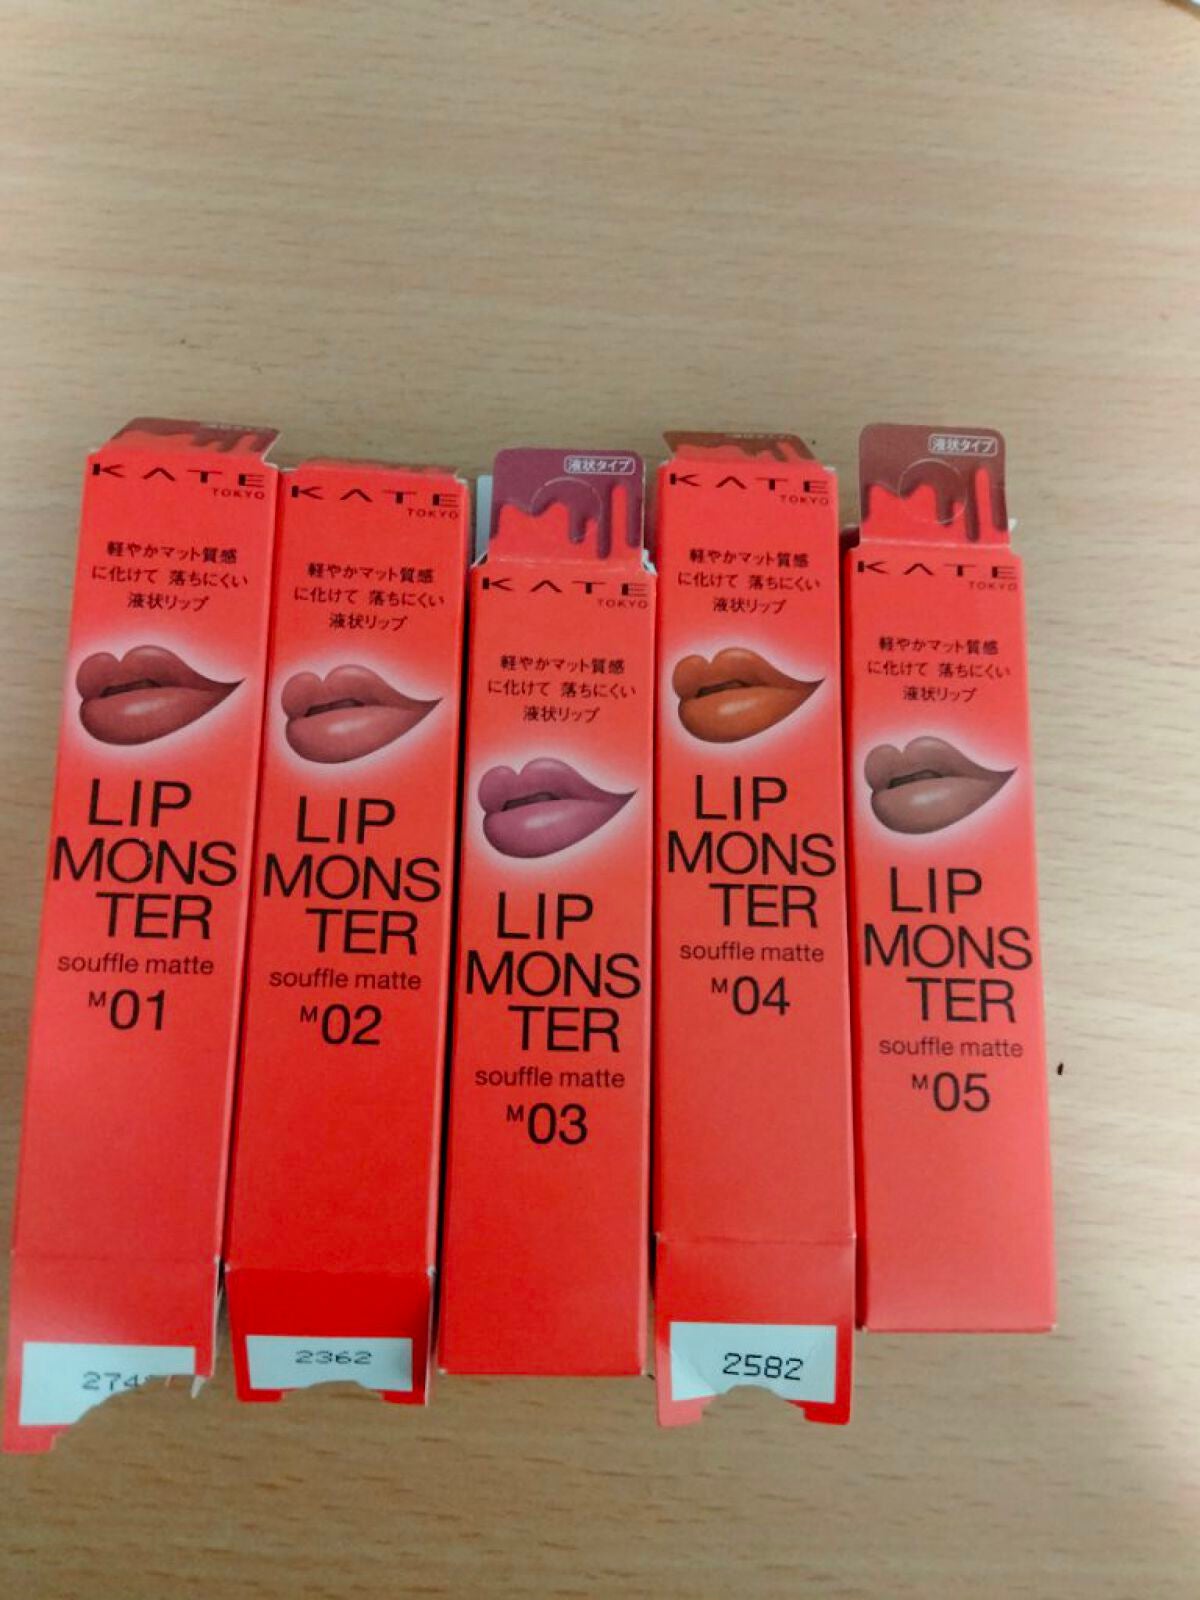 KATE
TOKYO
軽やかマット質感
に化けて 落ちにくい
液状リップ
LIP
MONS
TER
souffle matte
M01
KATE
TOKYO
軽やかマット質感
に化けて 落ちにくい
液状リップ
LIP
MONS
TER
souffle matte
M02
2362
液状タイプ
KATE
TOKYO
軽やかマット質感
に化けて 落ちにくい
液状リップ
LIP
MONS
TER
souffle matte
M03
KATE
TOKYO
軽やかマット質感
に化けて 落ちにくい
液状リップ
LIP
MONS
TER
souffle matte
M04
2582
液状タイプ
KATE
TOKYO
軽やかマット質感
に化けて 落ちにくい
液状リップ
LIP
MONS
TER
souffle matte
M05